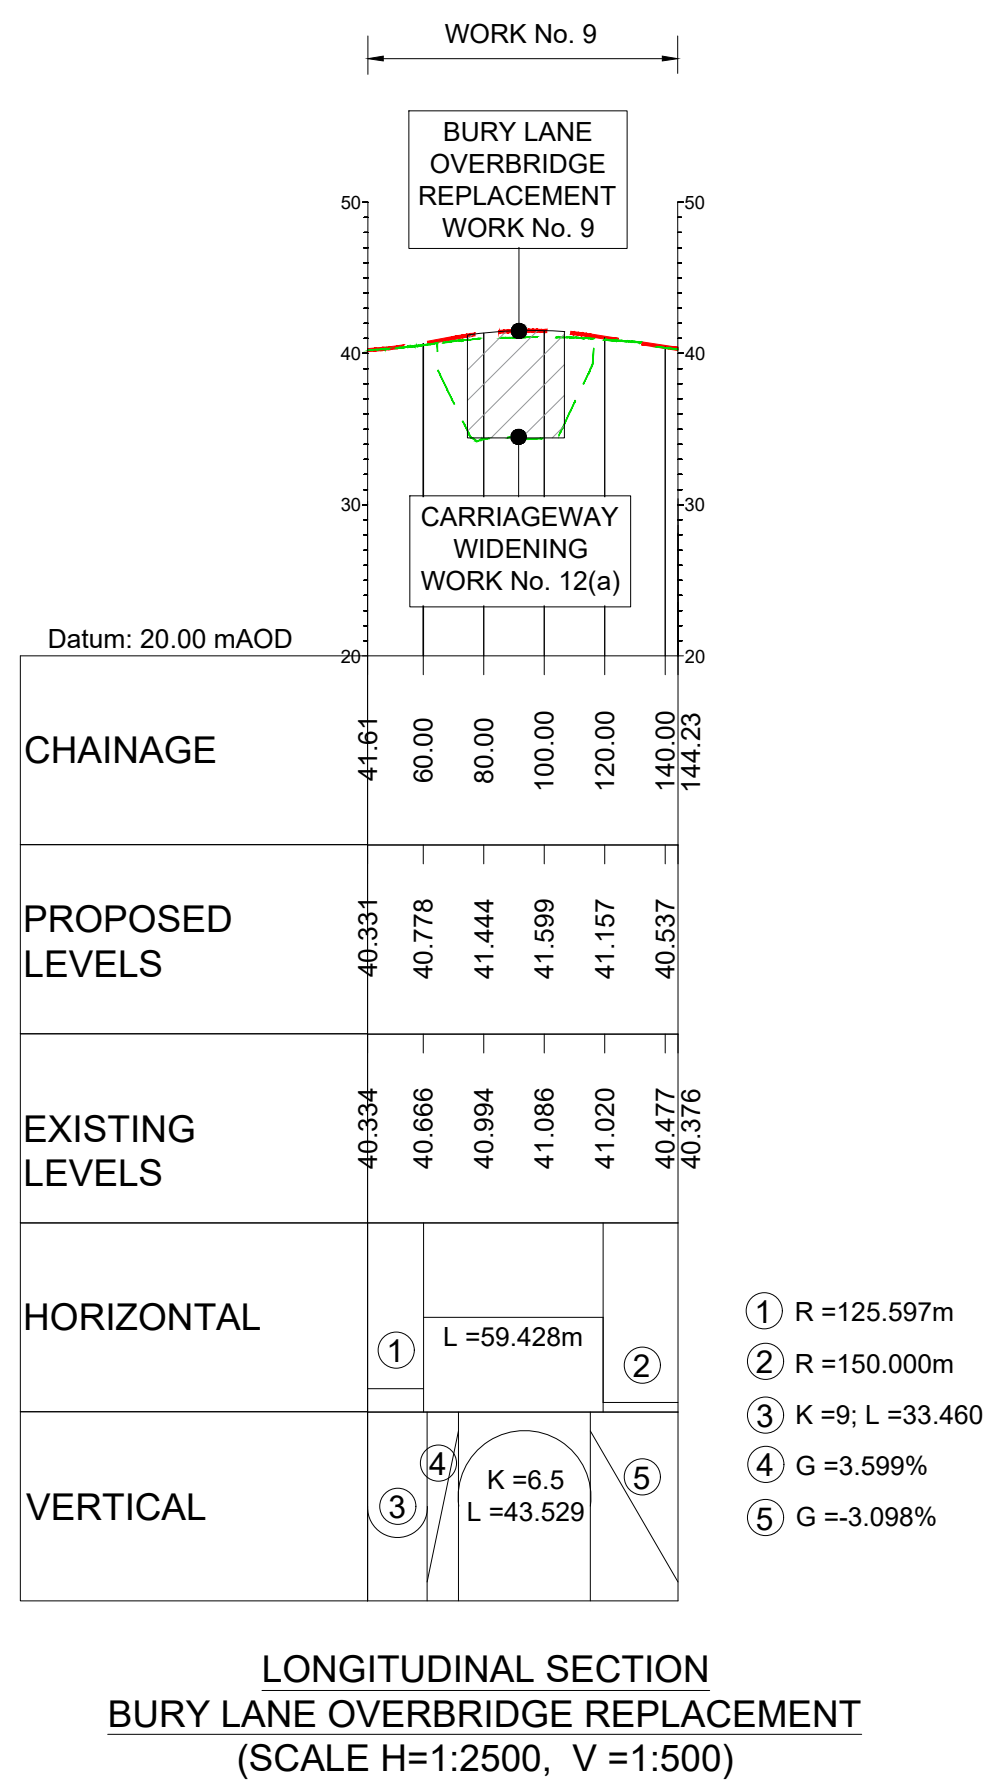 WORK No. 9
BURY LANE
OVERBRIDGE
REPLACEMENT
WORK No. 9
50 50
40 40
30 30
CARRIAGEWAY
WIDENING
WORK No. 12(a)
Datum: 20.00 mAOD
20 20
CHAINAGE 41.61 60.00 80.00 100.00 120.00 140.00 144.23
PROPOSED
LEVELS 40.331 40.778 41.444 41.599 41.157 40.537
EXISTING
LEVELS 40.334 40.666 40.994 41.086 41.020 40.477 40.376
HORIZONTAL
1 L =59.428m 2
VERTICAL
3 4 K =6.5
L =43.529 5
1 R =125.597m
2 R =150.000m
3 K =9; L =33.460
4 G =3.599%
5 G =-3.098%
LONGITUDINAL SECTION
BURY LANE OVERBRIDGE REPLACEMENT
(SCALE H=1:2500, V =1:500)